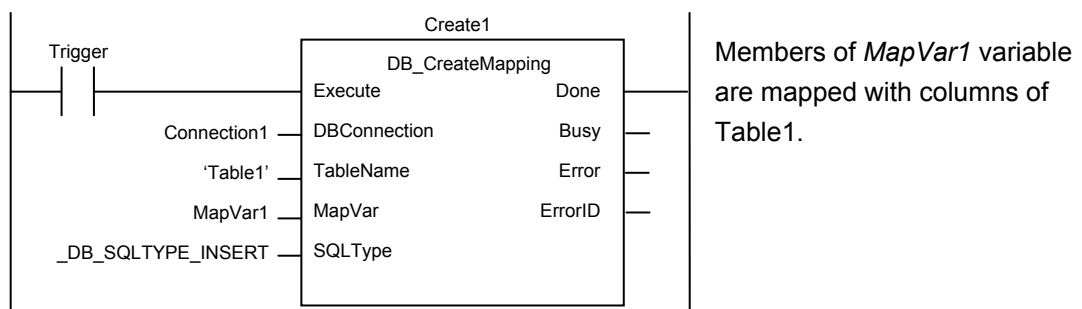 Create1
Trigger
DB_CreateMapping
Execute Done
Connection1 DBConnection Busy
‘Table1’ TableName Error
MapVar1 MapVar ErrorID
_DB_SQLTYPE_INSERT SQLType
Members of MapVar1 variable
are mapped with columns of
Table1.